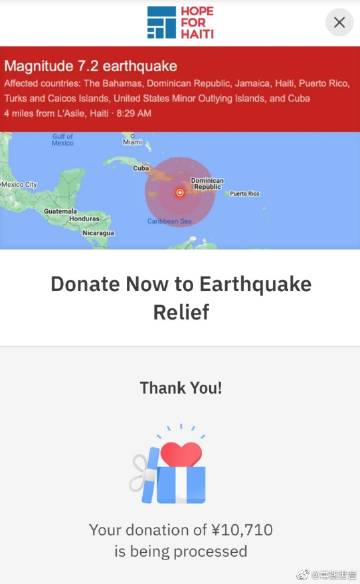 HOPE
FOR
HAITI
Magnitude 7.2 earthquake
Affected countries: The Bahamas, Dominican Republic, Jamaica, Haiti, Puerto Rico,
Turks and Caicos Islands, United States Minor Outlying Islands, and Cuba
4 miles from L'Asile, Haiti · 8:29 AM
Gulf of
Mexico
Miami
Cuba
Mexico City
Dominican
Republic
Puerto Rico
Guatemala
Honduras
Caribbean Sea
Nicaragua
Donate Now to Earthquake
Relief
Thank You!
Your donation of ¥10,710
is being processed